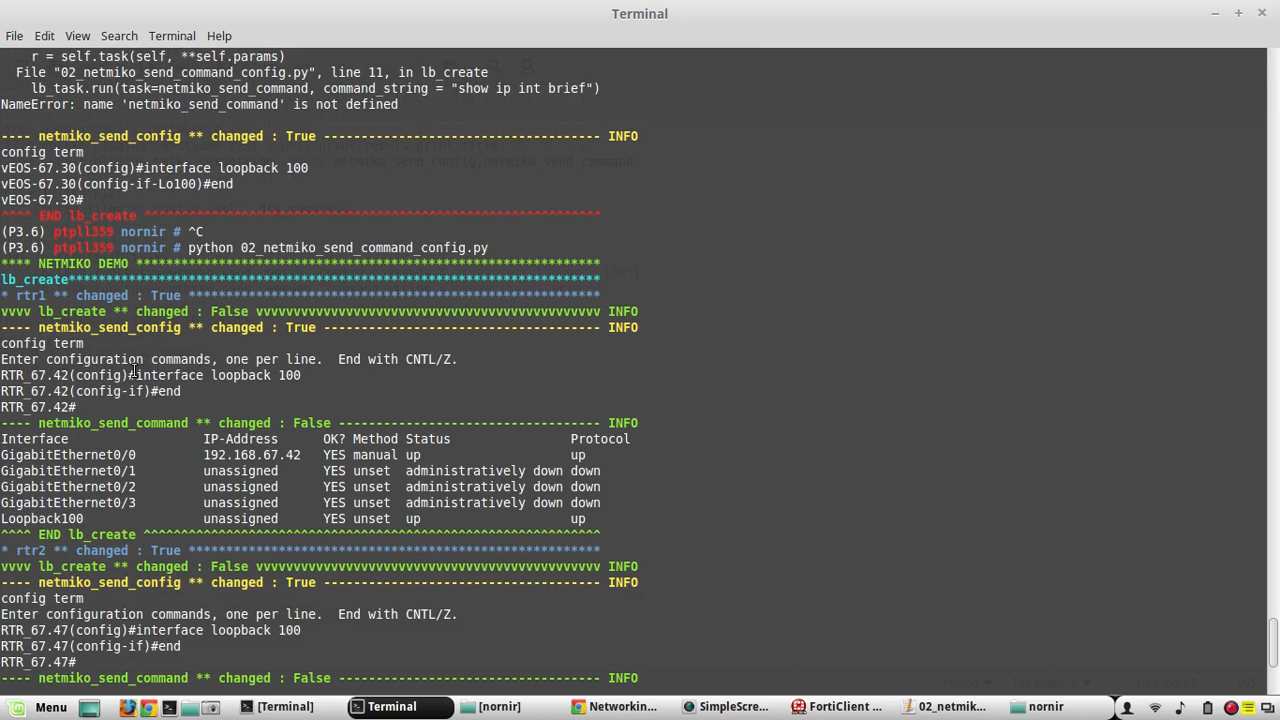 Terminal
File Edit View Search Terminal Help
r = self.task(self, **self.params)
File "02_netmiko_send_command_config.py", line 11, in lb_create
lb_task.run(task=netmiko_send_command, command_string = "show ip int brief")
NameError: name 'netmiko_send_command' is not defined
---- netmiko_send_config ** changed : True ------------------------------------- INFO
config term
vEOS-67.30(config)#interface loopback 100
vEOS-67.30(config-if-Lo100)#end
vEOS-67.30#
^^^^ END lb_create ^^^^^^^^^^^^^^^^^^^^^^^^^^^^^^^^^^^^^^^^^^^^^^^^^^^^^^^^^^^^^
(P3.6) ptpll359 nornir # ^C
(P3.6) ptpll359 nornir # python 02_netmiko_send_command_config.py
**** NETMIKO DEMO **************************************************************
lb_create***********************************************************************
* rtr1 ** changed : True *******************************************************
vvvv lb_create ** changed : False vvvvvvvvvvvvvvvvvvvvvvvvvvvvvvvvvvvvvvvvvvvvvv INFO
---- netmiko_send_config ** changed : True ------------------------------------- INFO
config term
Enter configuration commands, one per line.  End with CNTL/Z.
RTR_67.42(config)#interface loopback 100
RTR_67.42(config-if)#end
RTR_67.42#
---- netmiko_send_command ** changed : False ----------------------------------- INFO
Interface IP-Address OK? Method Status Protocol
GigabitEthernet0/0 192.168.67.42 YES manual up up
GigabitEthernet0/1 unassigned YES unset administratively down down
GigabitEthernet0/2 unassigned YES unset administratively down down
GigabitEthernet0/3 unassigned YES unset administratively down down
Loopback100 unassigned YES unset up up
^^^^ END lb_create ^^^^^^^^^^^^^^^^^^^^^^^^^^^^^^^^^^^^^^^^^^^^^^^^^^^^^^^^^^^^^
* rtr2 ** changed : True *******************************************************
vvvv lb_create ** changed : False vvvvvvvvvvvvvvvvvvvvvvvvvvvvvvvvvvvvvvvvvvvvvv INFO
---- netmiko_send_config ** changed : True ------------------------------------- INFO
config term
Enter configuration commands, one per line.  End with CNTL/Z.
RTR_67.47(config)#interface loopback 100
RTR_67.47(config-if)#end
RTR_67.47#
---- netmiko_send_command ** changed : False ----------------------------------- INFO
Menu [Terminal] Terminal [nornir] Networkin... SimpleScre... FortiClient ... 02_netmik... nornir